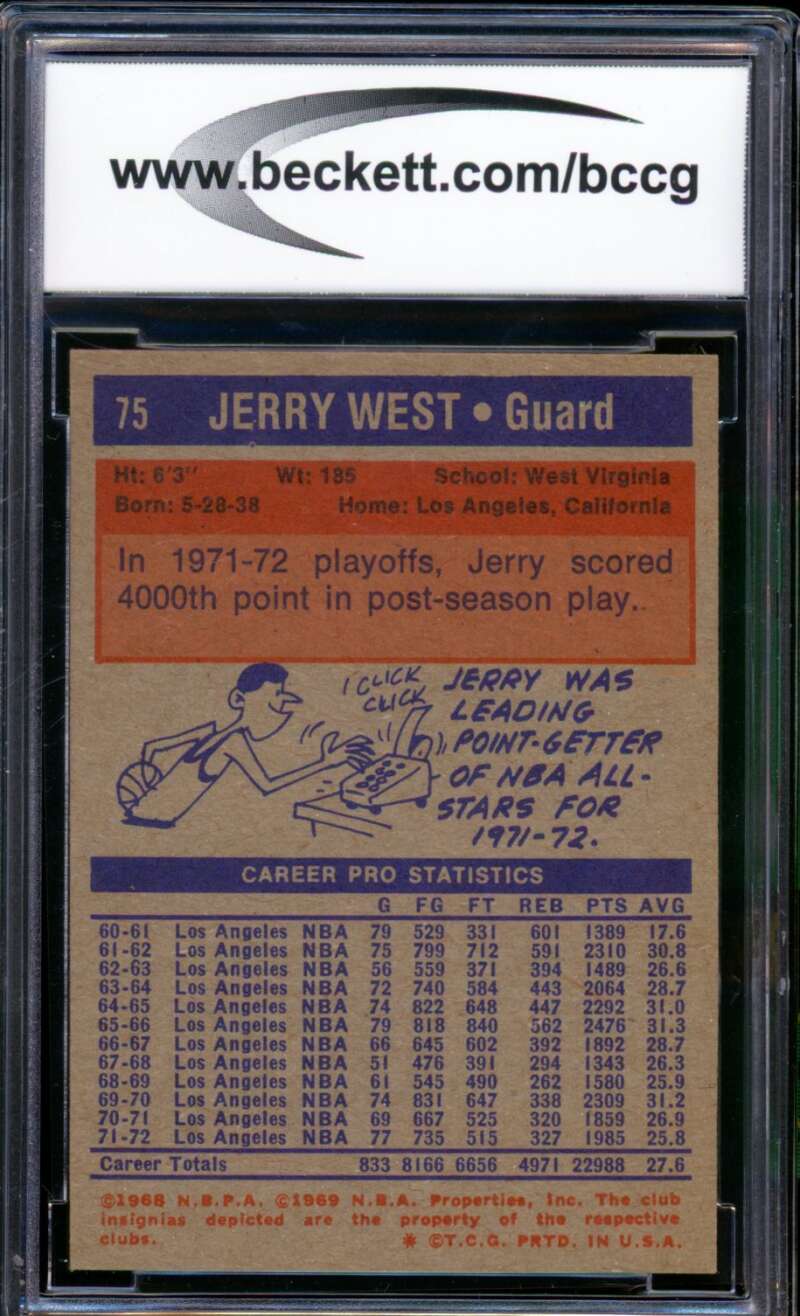 www.beckett.com/bccg
75 JERRY WEST • Guard
Ht: 6'3" Wt: 185 School: West Virginia
Born: 5-28-38 Home: Los Angeles, California
In 1971-72 playoffs, Jerry scored
4000th point in post-season play..
CLICK
CLICK
JERRY WAS
LEADING
POINT-GETTER
OF NBA ALL-
STARS FOR
1971-72.
CAREER PRO STATISTICS
G FG FT REB PTS AVG
60-61 Los Angeles NBA 79 529 331 601 1389 17.6
61-62 Los Angeles NBA 75 799 712 591 2310 30.8
62-63 Los Angeles NBA 56 559 371 394 1489 26.6
63-64 Los Angeles NBA 72 740 584 443 2064 28.7
64-65 Los Angeles NBA 74 822 648 447 2292 31.0
65-66 Los Angeles NBA 79 818 840 562 2476 31.3
66-67 Los Angeles NBA 66 645 602 392 1892 28.7
67-68 Los Angeles NBA 51 476 391 294 1343 26.3
68-69 Los Angeles NBA 61 545 490 262 1580 25.9
69-70 Los Angeles NBA 74 831 647 338 2309 31.2
70-71 Los Angeles NBA 69 667 525 320 1859 26.9
71-72 Los Angeles NBA 77 735 515 327 1985 25.8
Career Totals 833 8166 6656 4971 22988 27.6
©1968 N.B.P.A. ©1969 N.B.A. Properties, Inc. The club
insignias depicted are the property of the respective
clubs. * ©T.C.G. PRTD. IN U.S.A.